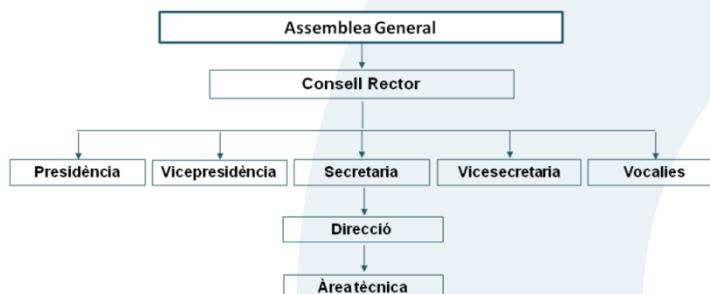 Assemblea General
Consell Rector
Presidència
Vicepresidència
Secretaria
Vicesecretaria
Vocalies
Direcció
Àrea tècnica